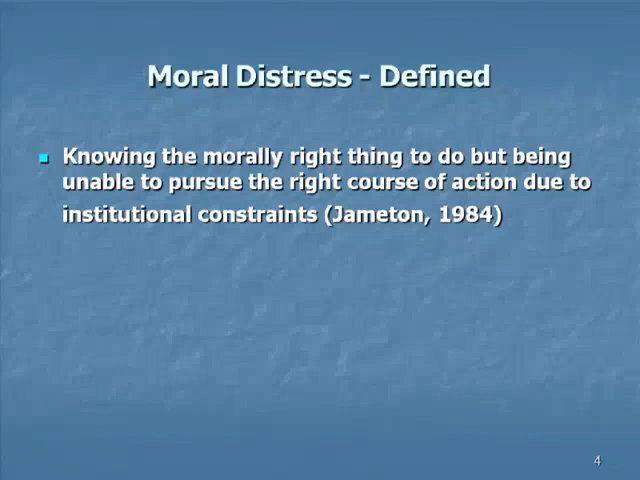 Moral Distress - Defined
Knowing the morally right thing to do but being
unable to pursue the right course of action due to
institutional constraints (Jameton, 1984)
4